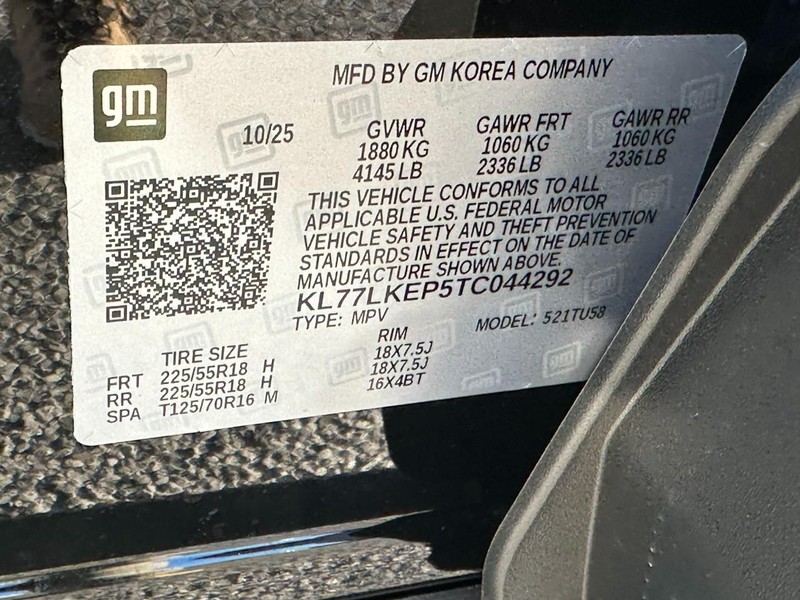 gm
MFD BY GM KOREA COMPANY
10/25
GVWR GAWR FRT GAWR RR
1880 KG 1060 KG 1060 KG
4145 LB 2336 LB 2336 LB
THIS VEHICLE CONFORMS TO ALL
APPLICABLE U.S. FEDERAL MOTOR
VEHICLE SAFETY AND THEFT PREVENTION
STANDARDS IN EFFECT ON THE DATE OF
MANUFACTURE SHOWN ABOVE.
KL77LKEP5TC044292
TYPE: MPV MODEL: 521TU58
TIRE SIZE RIM
FRT 225/55R18 H 18X7.5J
RR 225/55R18 H 18X7.5J
SPA T125/70R16 M 16X4BT